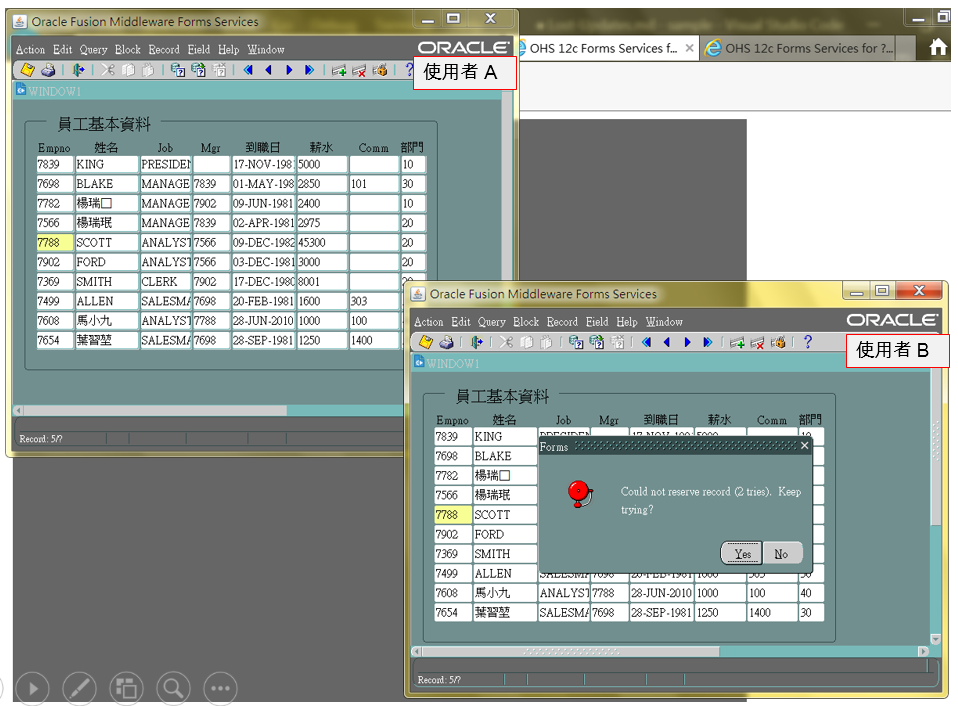 Oracle Fusion Middleware Forms Services
Action Edit Query Block Record Field Help Window
ORACLE
使用者 A
WINDOW1
員工基本資料
Empno 姓名 Job Mgr 到職日 薪水 Comm 部門
7839 KING PRESIDEN 17-NOV-198 5000 10
7698 BLAKE MANAGE 7839 01-MAY-198 2850 101 30
7782 楊瑞□ MANAGE 7902 09-JUN-1981 2400 10
7566 楊瑞珉 MANAGE 7839 02-APR-1981 2975 20
7788 SCOTT ANALYST 7566 09-DEC-1982 45300 20
7902 FORD ANALYST 7566 03-DEC-1981 3000 20
7369 SMITH CLERK 7902 17-DEC-1980 8001
7499 ALLEN SALESMA 7698 20-FEB-1981 1600 303
7608 馬小九 ANALYST 7788 28-JUN-2010 1000 100
7654 葉習堃 SALESMA 7698 28-SEP-1981 1250 1400
Record: 5/?
OHS 12c Forms Services f...
OHS 12c Forms Services for ?...
Oracle Fusion Middleware Forms Services
Action Edit Query Block Record Field Help Window
ORACLE
使用者 B
WINDOW1
員工基本資料
Empno 姓名 Job Mgr 到職日 薪水 Comm 部門
7839 KING
7698 BLAKE
7782 楊瑞□
7566 楊瑞珉
7788 SCOTT
7902 FORD
7369 SMITH
7499 ALLEN SALESMA 7698 20-FEB-1981 1600 303 30
7608 馬小九 ANALYST 7788 28-JUN-2010 1000 100 40
7654 葉習堃 SALESMA 7698 28-SEP-1981 1250 1400 30
Forms
Could not reserve record (2 tries). Keep
trying?
Yes No
Record: 5/?